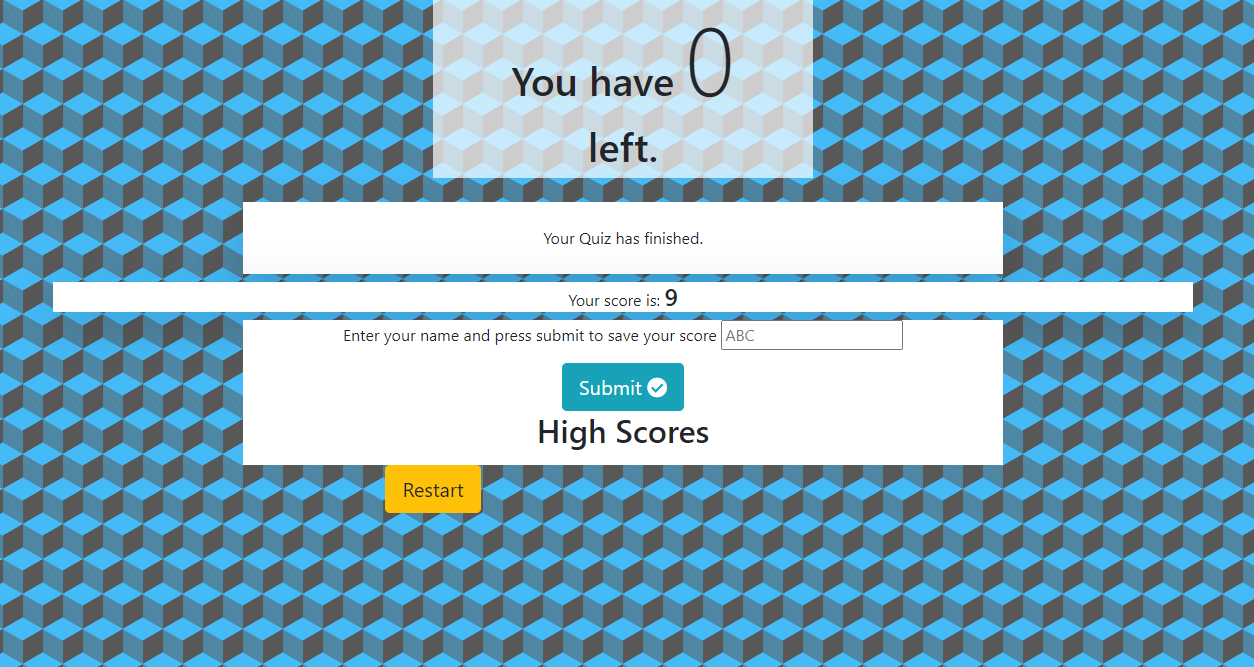 You have 0
left.
Your Quiz has finished.
Your score is: 9
Enter your name and press submit to save your score ABC
Submit
High Scores
Restart